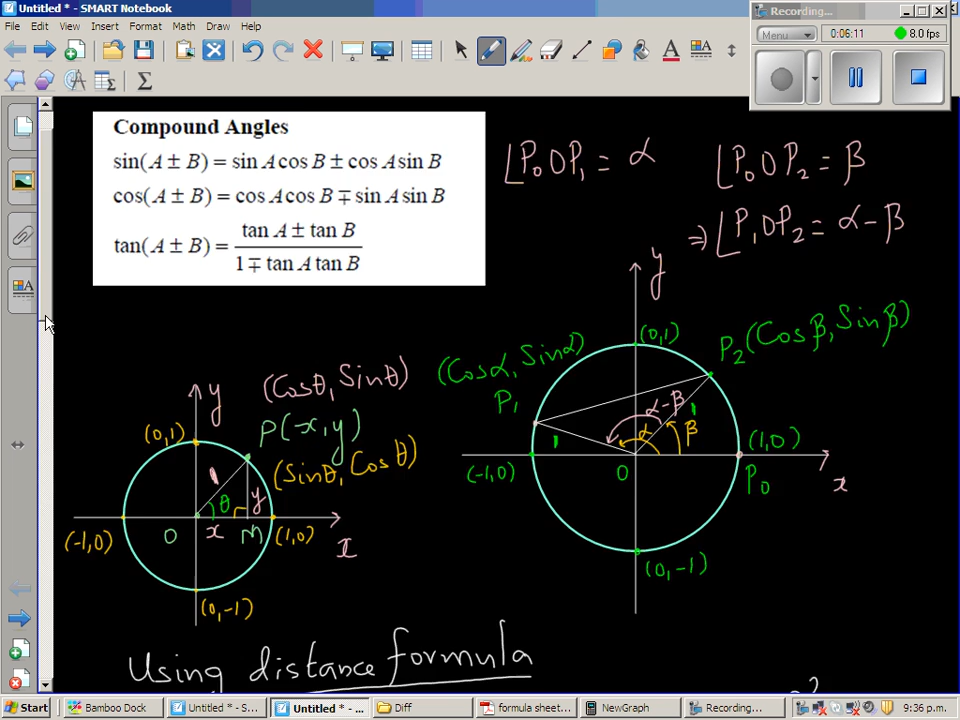 Untitled * - SMART Notebook
File Edit View Insert Format Math Draw Help
Recording...
Menu
0:06:11
8.0 fps
Compound Angles
sin(A ± B) = sin A cos B ± cos A sin B
cos(A ± B) = cos A cos B ∓ sin A sin B
tan(A ± B) = (tan A ± tan B) / (1 ∓ tan A tan B)
∠P₀OP₁ = α
∠P₀OP₂ = β
⇒ ∠P₁OP₂ = α - β
y
(0,1)
P₂(Cosβ, Sinβ)
(Cosα, Sinα)
P₁
α-β
1
1
α
β
(1,0)
(-1,0)
O
P₀
x
(0,-1)
y
(Cosθ, Sinθ)
(0,1)
P(x,y)
(Sinθ, Cosθ)
1
θ
y
(-1,0)
O
x
M
(1,0)
x
(0,-1)
Using distance formula
Start
Bamboo Dock
Untitled * - S...
Untitled * - ...
Diff
formula sheet...
NewGraph
Recording...
9:36 p.m.